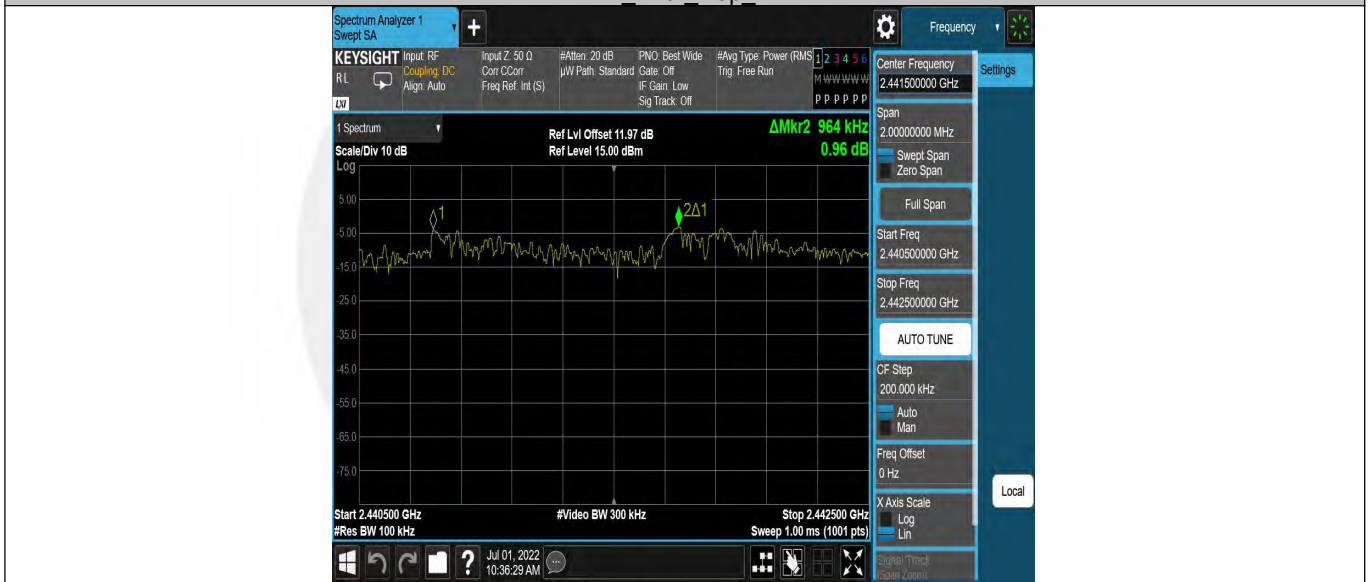 Spectrum Analyzer 1
Swept SA
+
Frequency
KEYSIGHT
RL
LXI
Input: RF
Coupling: DC
Align: Auto
Input Z: 50 Ω
Corr CCorr
Freq Ref: Int (S)
#Atten: 20 dB
µW Path: Standard
PNO: Best Wide
Gate: Off
IF Gain: Low
Sig Track: Off
#Avg Type: Power (RMS
Trig: Free Run
1 2 3 4 5 6
M W W W W W
P P P P P P
Center Frequency
2.441500000 GHz
Settings
1 Spectrum
Scale/Div 10 dB
Log
Ref Lvl Offset 11.97 dB
Ref Level 15.00 dBm
ΔMkr2 964 kHz
0.96 dB
Span
2.00000000 MHz
Swept Span
Zero Span
Full Span
Start Freq
2.440500000 GHz
Stop Freq
2.442500000 GHz
AUTO TUNE
CF Step
200.000 kHz
Auto
Man
Freq Offset
0 Hz
X Axis Scale
Log
Lin
Signal Track
(Span Zoom)
Local
5.00
-5.00
-15.0
-25.0
-35.0
-45.0
-55.0
-65.0
-75.0
1
2Δ1
Start 2.440500 GHz
#Res BW 100 kHz
#Video BW 300 kHz
Stop 2.442500 GHz
Sweep 1.00 ms (1001 pts)
?
Jul 01, 2022
10:36:29 AM